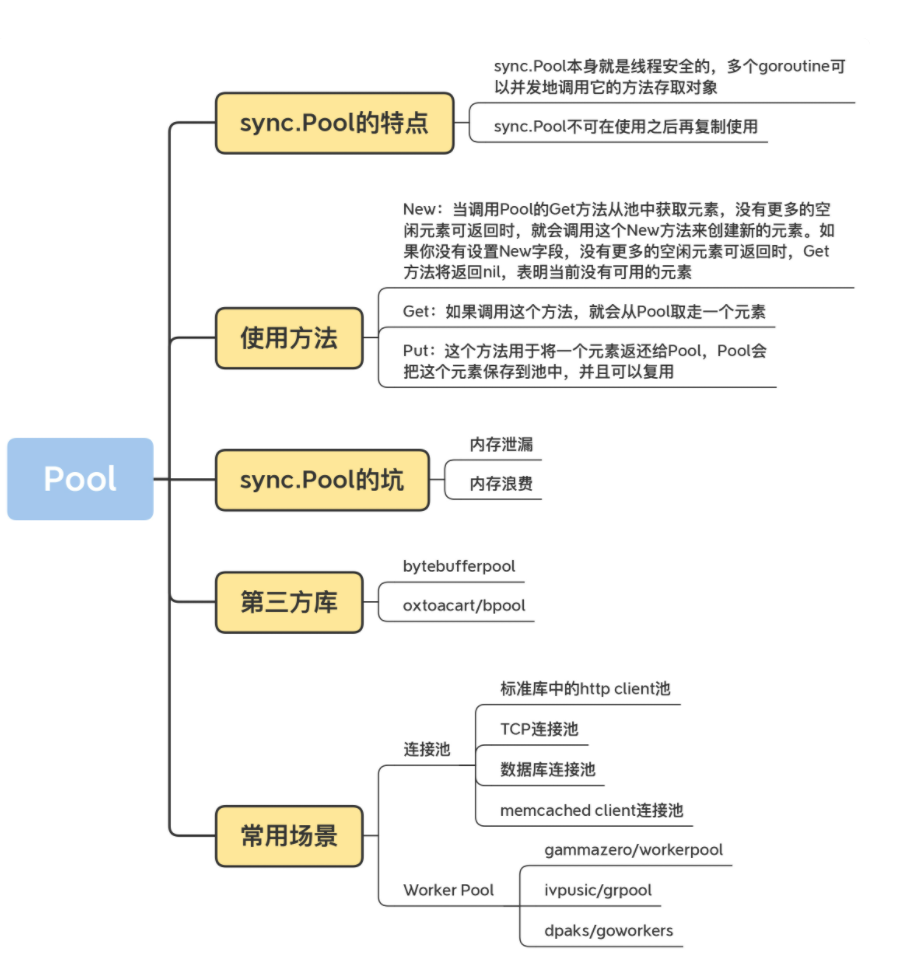 Pool
sync.Pool的特点
sync.Pool本身就是线程安全的，多个goroutine可
以并发地调用它的方法存取对象
sync.Pool不可在使用之后再复制使用
使用方法
New：当调用Pool的Get方法从池中获取元素，没有更多的空
闲元素可返回时，就会调用这个New方法来创建新的元素。如
果你没有设置New字段，没有更多的空闲元素可返回时，Get
方法将返回nil，表明当前没有可用的元素
Get：如果调用这个方法，就会从Pool取走一个元素
Put：这个方法用于将一个元素返还给Pool，Pool会
把这个元素保存到池中，并且可以复用
sync.Pool的坑
内存泄漏
内存浪费
第三方库
bytebufferpool
oxtoacart/bpool
常用场景
连接池
标准库中的http client池
TCP连接池
数据库连接池
memcached client连接池
Worker Pool
gammazero/workerpool
ivpusic/grpool
dpaks/goworkers